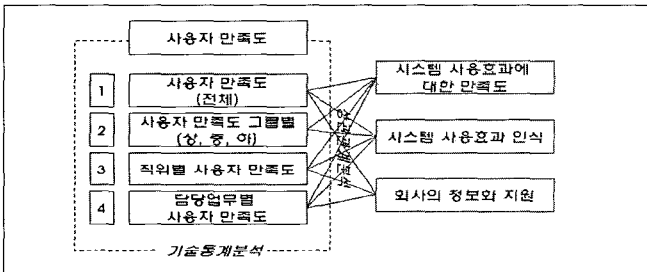 사용자 만족도
1
사용자 만족도
(전체)
2
사용자 만족도 그룹별
(상, 중, 하)
3
직위별 사용자 만족도
4
담당업무별
사용자 만족도
기술통계분석
시스템 사용효과에
대한 만족도
시스템 사용효과 인식
회사의 정보화 지원